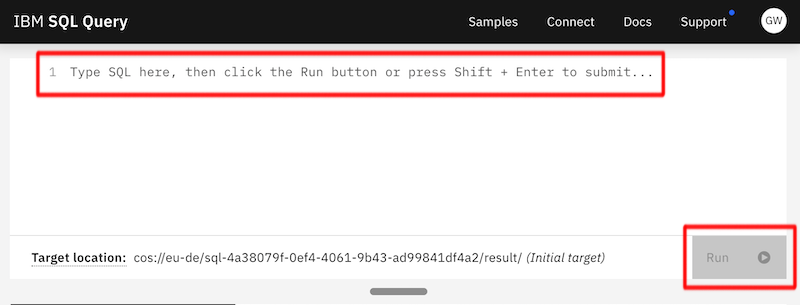 IBM SQL Query Samples Connect Docs Support GW
1 Type SQL here, then click the Run button or press Shift + Enter to submit...
Target location: cos://eu-de/sql-4a38079f-0ef4-4061-9b43-ad99841df4a2/result/ (Initial target) Run